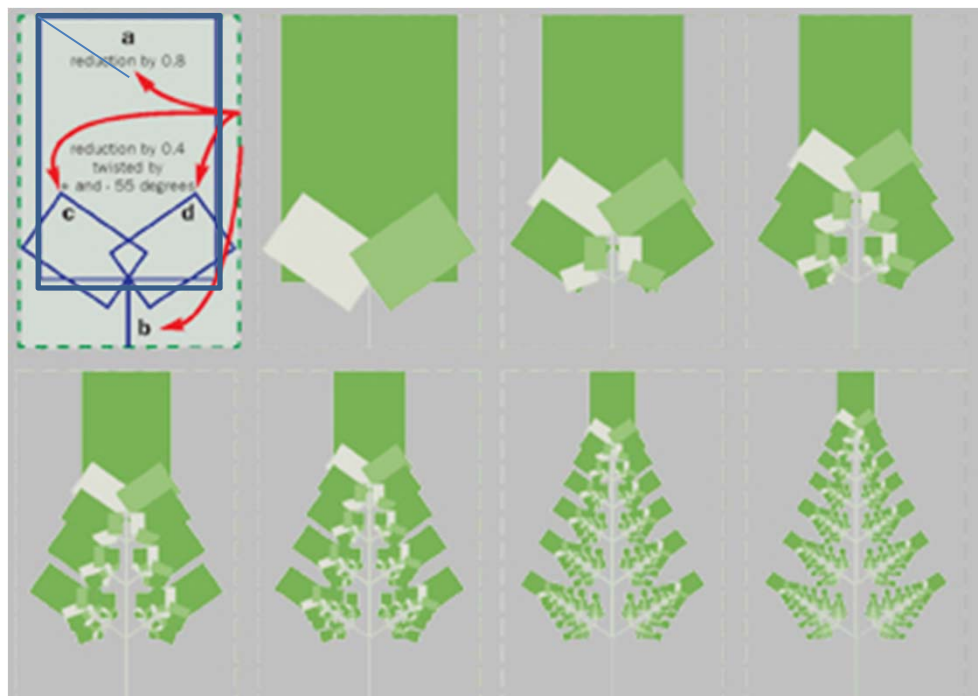 a
reduction by 0.8
reduction by 0.4
twisted by
+ and - 55 degrees
c
d
b